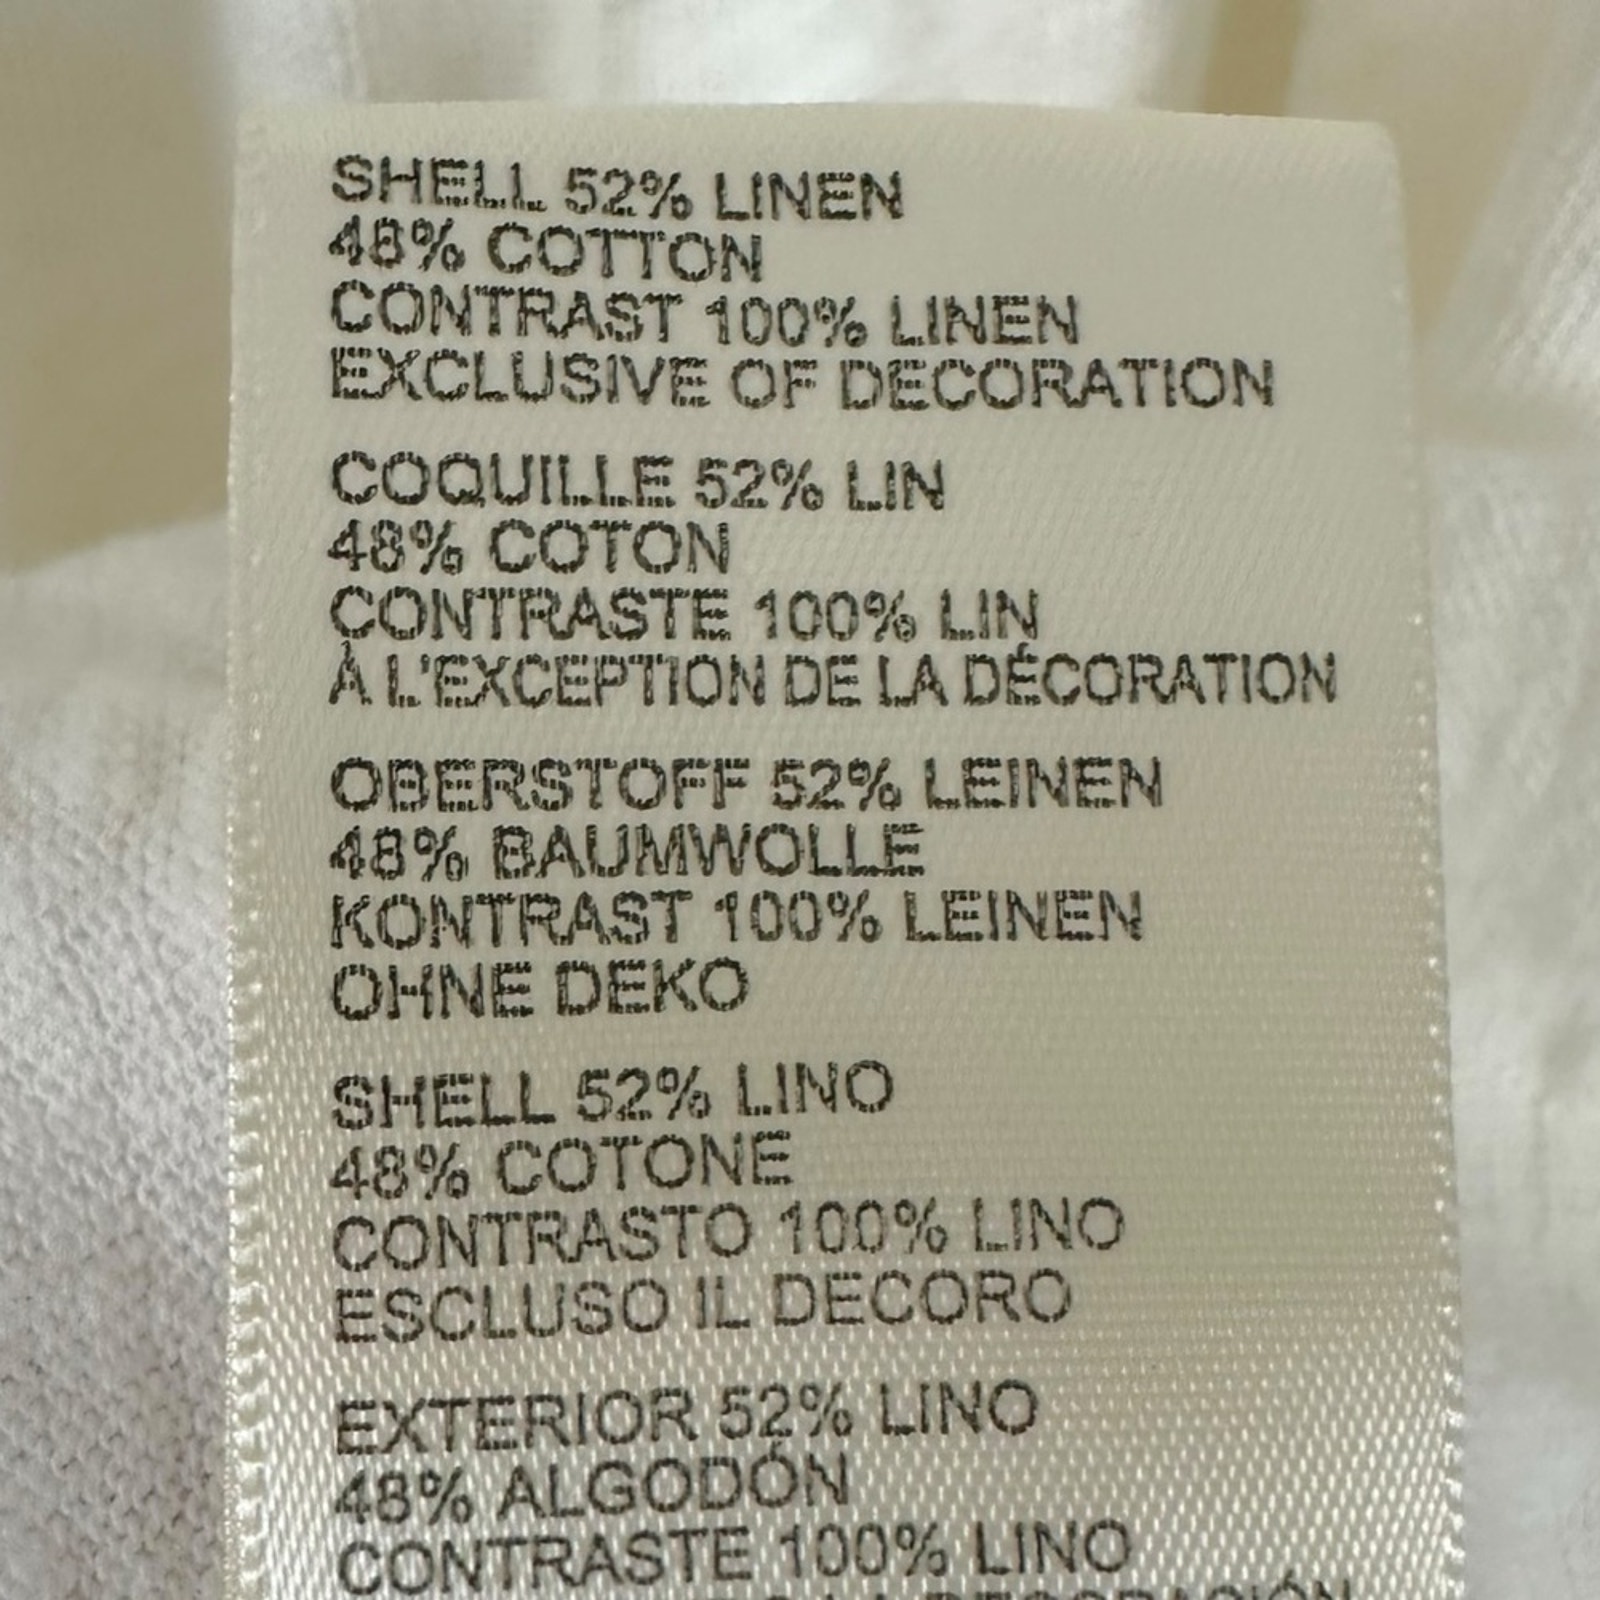 SHELL 52% LINEN
48% COTTON
CONTRAST 100% LINEN
EXCLUSIVE OF DECORATION
COQUILLE 52% LIN
48% COTON
CONTRASTE 100% LIN
À L'EXCEPTION DE LA DÉCORATION
OBERSTOFF 52% LEINEN
48% BAUMWOLLE
KONTRAST 100% LEINEN
OHNE DEKO
SHELL 52% LINO
48% COTONE
CONTRASTO 100% LINO
ESCLUSO IL DECORO
EXTERIOR 52% LINO
48% ALGODÓN
CONTRASTE 100% LINO
LA DECORACIÓN